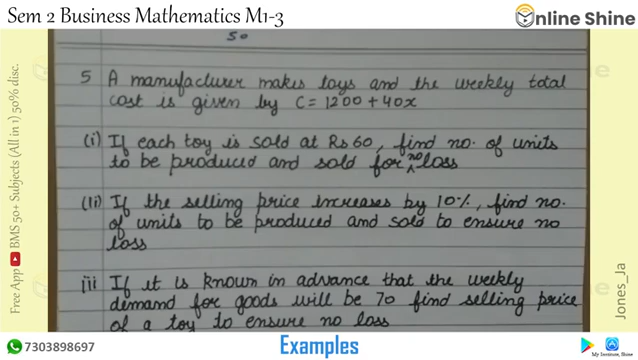 Sem 2 Business Mathematics M1-3
Online Shine
50
5 A manufacturer makes toys and the weekly total
cost is given by C = 1200 + 40x
(i) If each toy is sold at Rs 60, find no. of units
to be produced and sold for no loss
(ii) If the selling price increases by 10%, find no.
of units to be produced and sold to ensure no
loss
iii If it is known in advance that the weekly
demand for goods will be 70 find selling price
of a toy to ensure no loss
Free App BMS 50+ Subjects (All in 1) 50% disc.
Jones_Ja
7303898697
Examples
My Institute, Shine